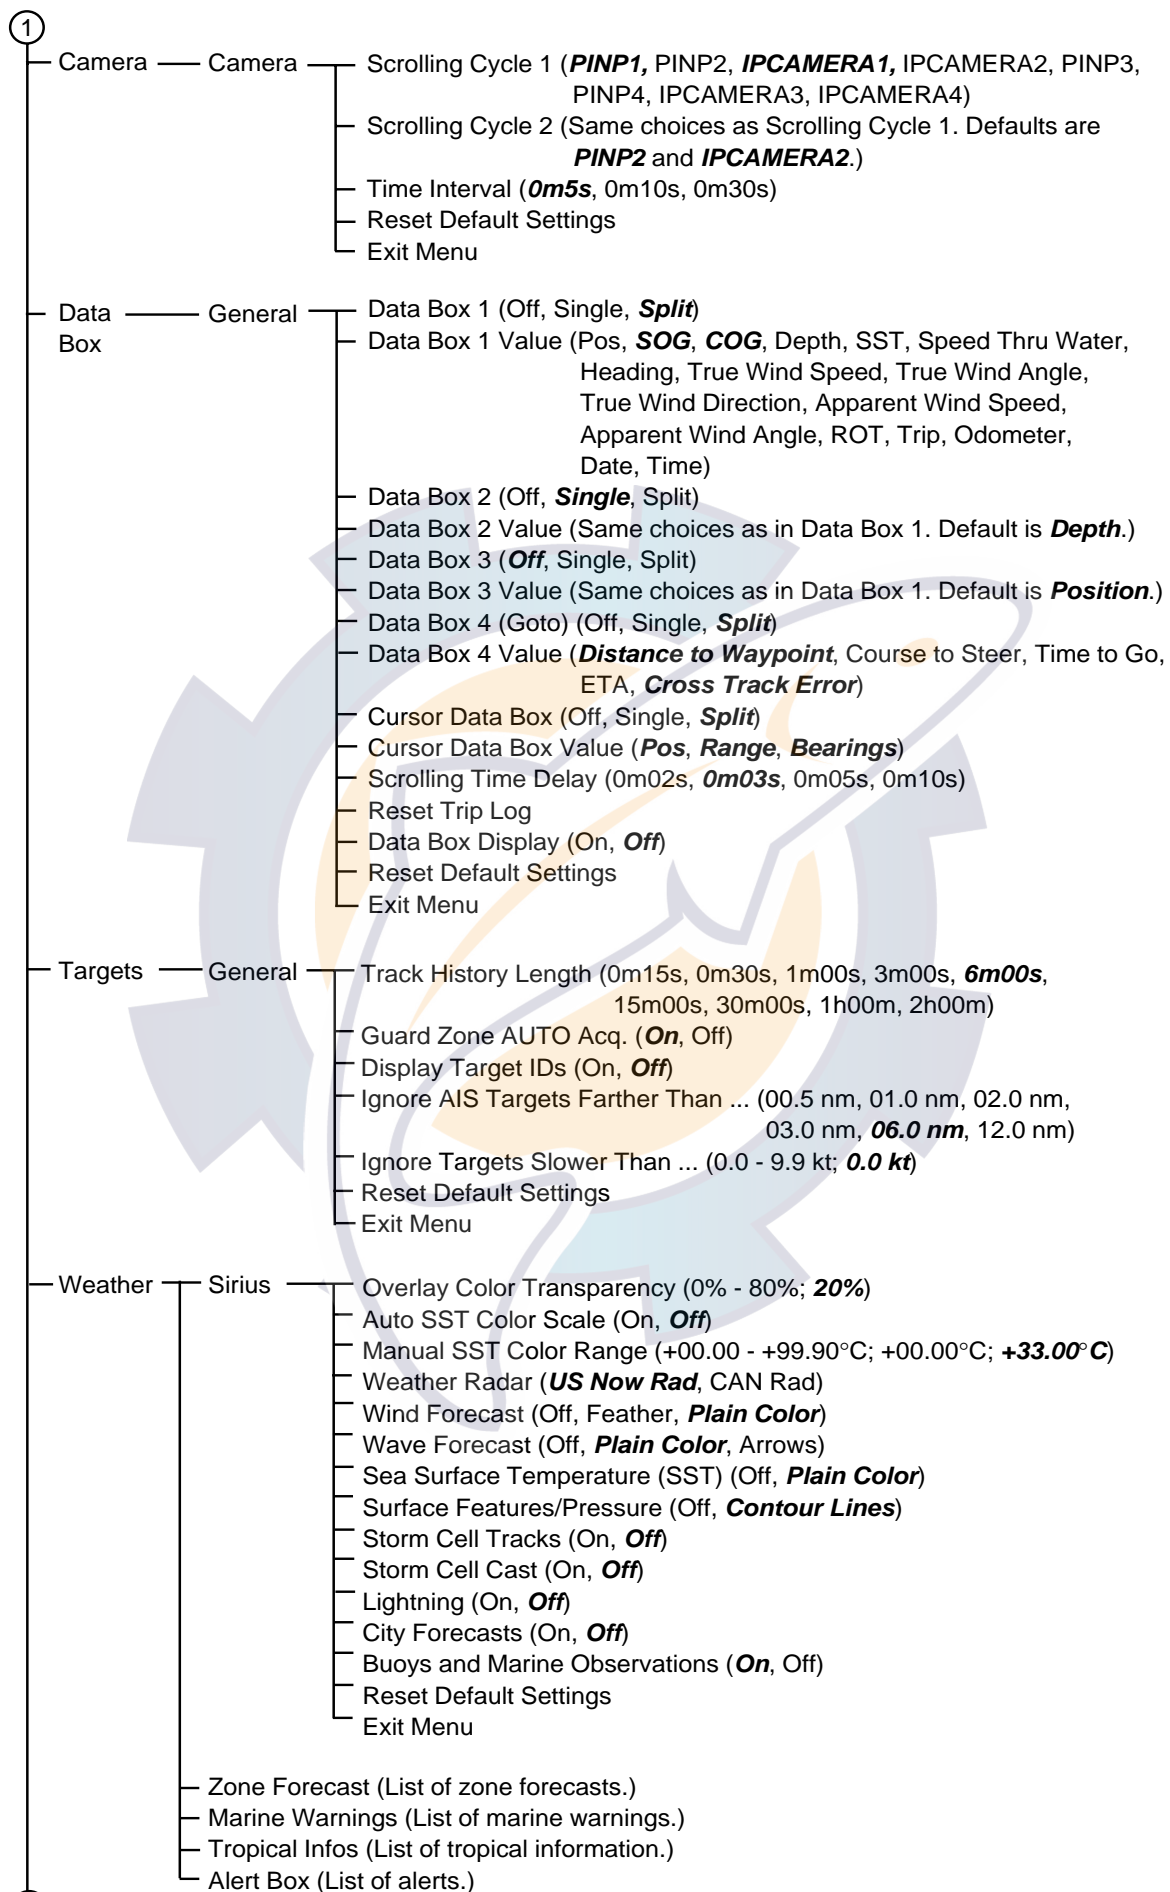 1
Camera Camera Scrolling Cycle 1 (PINP1, PINP2, IPCAMERA1, IPCAMERA2, PINP3,
PINP4, IPCAMERA3, IPCAMERA4)
Scrolling Cycle 2 (Same choices as Scrolling Cycle 1. Defaults are
PINP2 and IPCAMERA2.)
Time Interval (0m5s, 0m10s, 0m30s)
Reset Default Settings
Exit Menu
Data Box General Data Box 1 (Off, Single, Split)
Data Box 1 Value (Pos, SOG, COG, Depth, SST, Speed Thru Water,
Heading, True Wind Speed, True Wind Angle,
True Wind Direction, Apparent Wind Speed,
Apparent Wind Angle, ROT, Trip, Odometer,
Date, Time)
Data Box 2 (Off, Single, Split)
Data Box 2 Value (Same choices as in Data Box 1. Default is Depth.)
Data Box 3 (Off, Single, Split)
Data Box 3 Value (Same choices as in Data Box 1. Default is Position.)
Data Box 4 (Goto) (Off, Single, Split)
Data Box 4 Value (Distance to Waypoint, Course to Steer, Time to Go,
ETA, Cross Track Error)
Cursor Data Box (Off, Single, Split)
Cursor Data Box Value (Pos, Range, Bearings)
Scrolling Time Delay (0m02s, 0m03s, 0m05s, 0m10s)
Reset Trip Log
Data Box Display (On, Off)
Reset Default Settings
Exit Menu
Targets General Track History Length (0m15s, 0m30s, 1m00s, 3m00s, 6m00s,
15m00s, 30m00s, 1h00m, 2h00m)
Guard Zone AUTO Acq. (On, Off)
Display Target IDs (On, Off)
Ignore AIS Targets Farther Than ... (00.5 nm, 01.0 nm, 02.0 nm,
03.0 nm, 06.0 nm, 12.0 nm)
Ignore Targets Slower Than ... (0.0 - 9.9 kt; 0.0 kt)
Reset Default Settings
Exit Menu
Weather Sirius Overlay Color Transparency (0% - 80%; 20%)
Auto SST Color Scale (On, Off)
Manual SST Color Range (+00.00 - +99.90°C; +00.00°C; +33.00°C)
Weather Radar (US Now Rad, CAN Rad)
Wind Forecast (Off, Feather, Plain Color)
Wave Forecast (Off, Plain Color, Arrows)
Sea Surface Temperature (SST) (Off, Plain Color)
Surface Features/Pressure (Off, Contour Lines)
Storm Cell Tracks (On, Off)
Storm Cell Cast (On, Off)
Lightning (On, Off)
City Forecasts (On, Off)
Buoys and Marine Observations (On, Off)
Reset Default Settings
Exit Menu
Zone Forecast (List of zone forecasts.)
Marine Warnings (List of marine warnings.)
Tropical Infos (List of tropical information.)
Alert Box (List of alerts.)